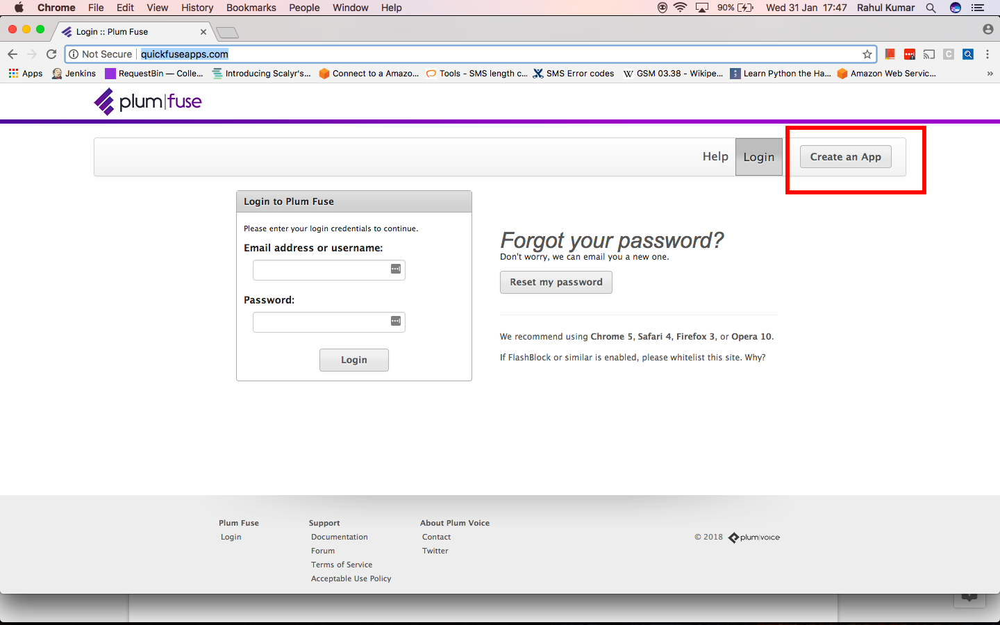 Chrome File Edit View History Bookmarks People Window Help 90% Wed 31 Jan 17:47 Rahul Kumar
Login :: Plum Fuse
Not Secure quickfuseapps.com
Apps Jenkins RequestBin — Colle... Introducing Scalyr's... Connect to a Amazo... Tools - SMS length c... SMS Error codes GSM 03.38 - Wikipe... Learn Python the Ha... Amazon Web Servic... »
plum|fuse
Help Login Create an App
Login to Plum Fuse
Please enter your login credentials to continue.
Email address or username:
Password:
Login
Forgot your password?
Don't worry, we can email you a new one.
Reset my password
We recommend using Chrome 5, Safari 4, Firefox 3, or Opera 10.
If FlashBlock or similar is enabled, please whitelist this site. Why?
Plum Fuse
Login
Support
Documentation
Forum
Terms of Service
Acceptable Use Policy
About Plum Voice
Contact
Twitter
© 2018 plum|voice